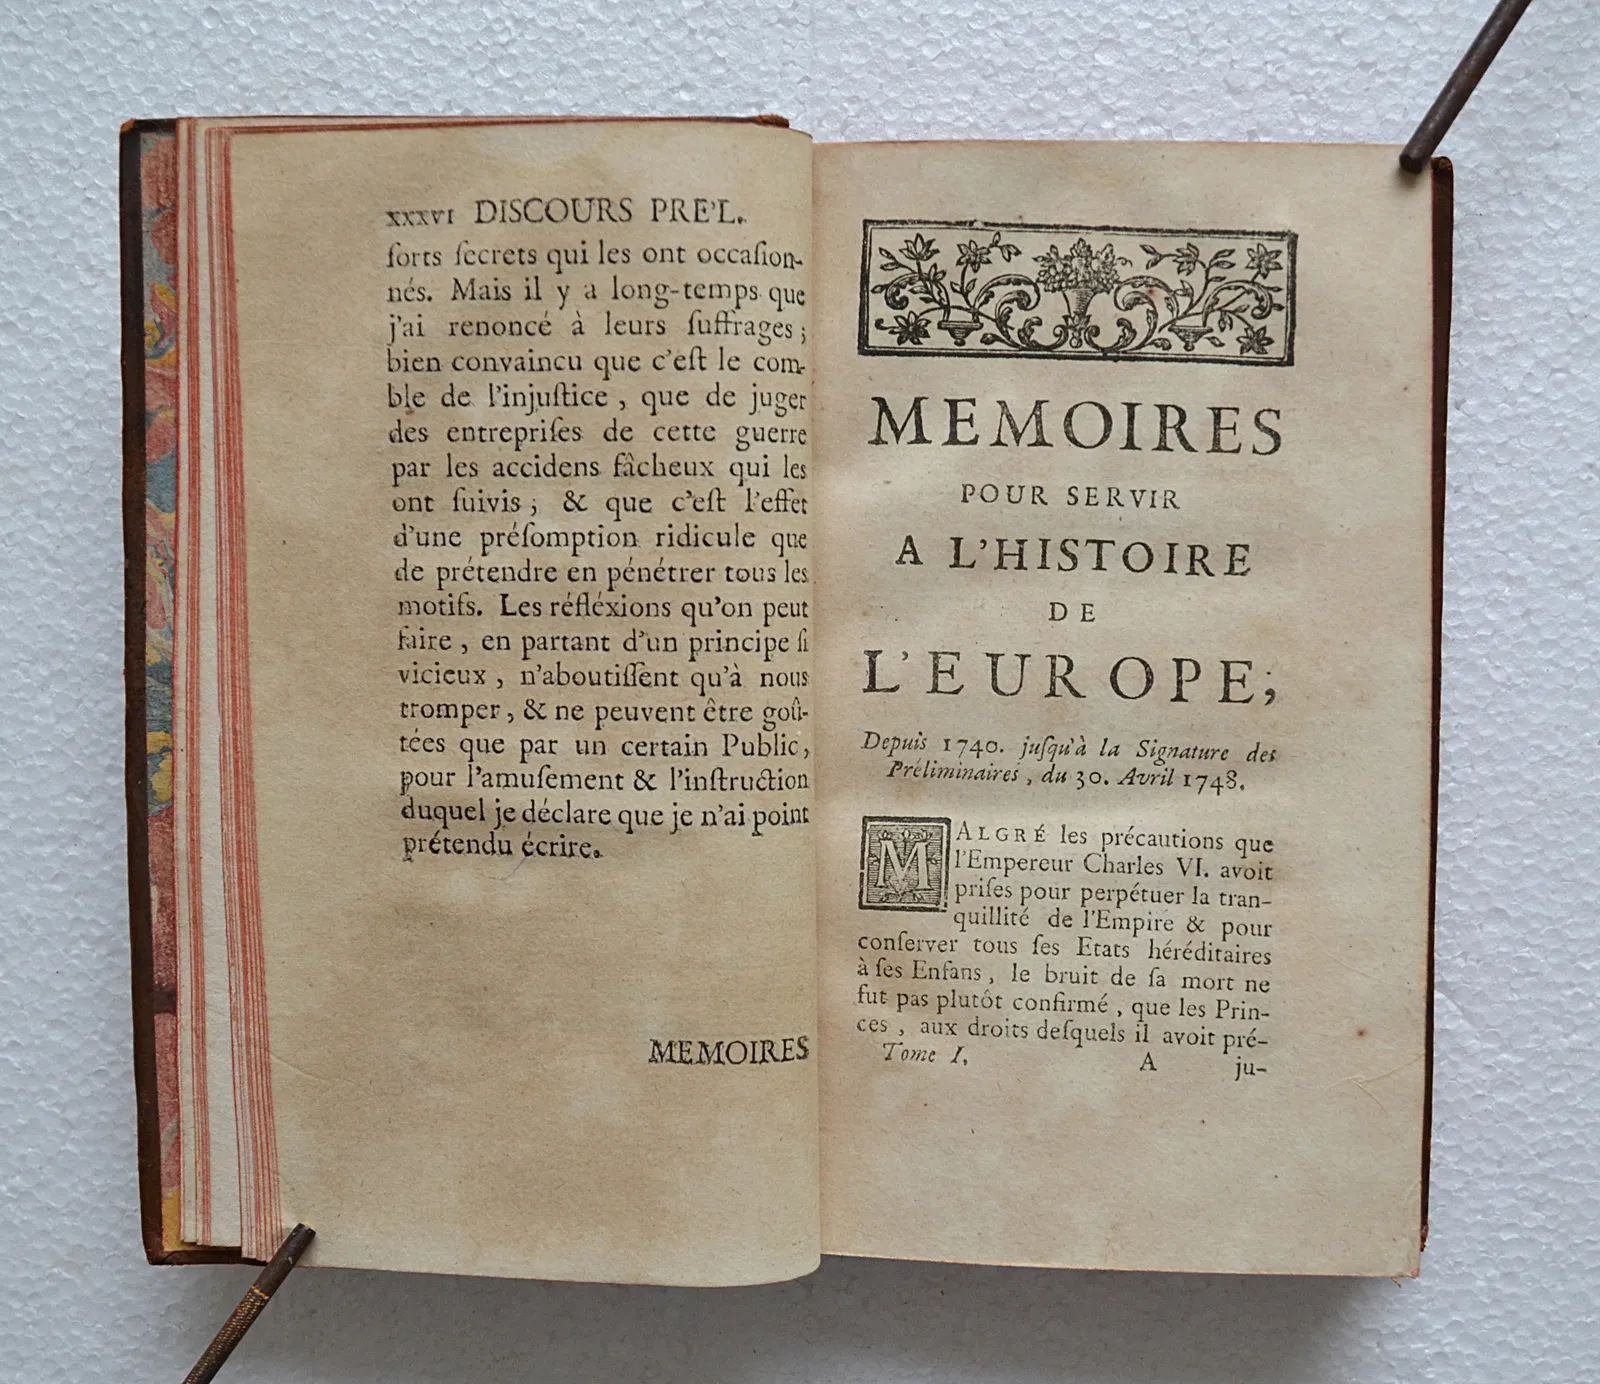 xxxvi DISCOURS PRE'L.
ſorts ſecrets qui les ont occaſion-
nés. Mais il y a long-temps que
j'ai renoncé à leurs ſuffrages ;
bien convaincu que c'eſt le com-
ble de l'injuſtice , que de juger
des entrepriſes de cette guerre
par les accidens fâcheux qui les
ont ſuivis ; & que c'eſt l'effet
d'une préſomption ridicule que
de prétendre en pénétrer tous les
motifs. Les réfléxions qu'on peut
faire , en partant d'un principe ſi
vicieux , n'aboutiſſent qu'à nous
tromper , & ne peuvent être goû-
tées que par un certain Public,
pour l'amuſement & l'inſtruction
duquel je déclare que je n'ai point
prétendu écrire.
MEMOIRES
MEMOIRES
POUR SERVIR
A L'HISTOIRE
DE
L'EUROPE;
Depuis 1740. juſqu'à la Signature des
Préliminaires , du 30. Avril 1748.
MALGRÉ les précautions que
l'Empereur Charles VI. avoit
priſes pour perpétuer la tran-
quillité de l'Empire & pour
conſerver tous ſes Etats héréditaires
à ſes Enfans , le bruit de ſa mort ne
fut pas plutôt confirmé , que les Prin-
ces , aux droits deſquels il avoit pré-
Tome I. A ju-